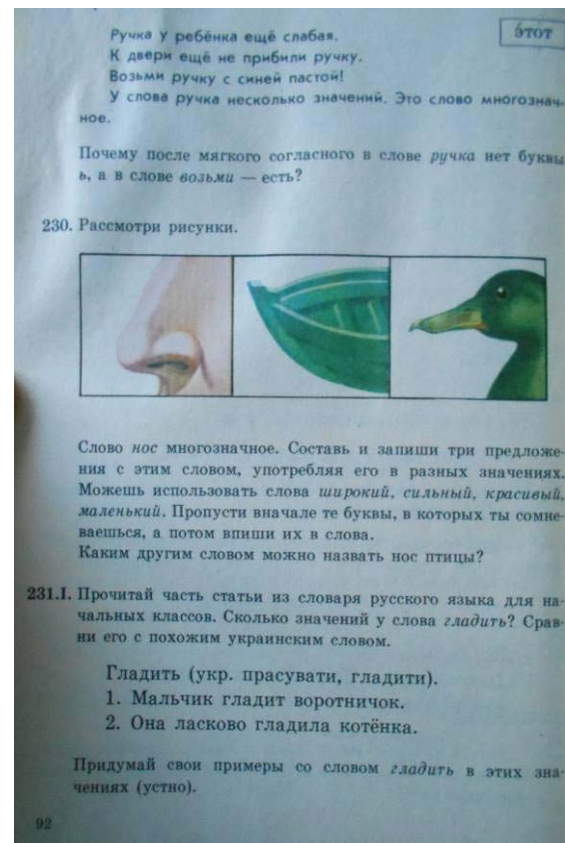 Ручка у ребёнка ещё слабая.
э́то́т
К двери ещё не прибили ручку.
Возьми ручку с синей пастой!
У слова ручка несколько значений. Это слово многознач-
ное.
Почему после мягкого согласного в слове ручка нет буквы
ь, а в слове возьми — есть?
230. Рассмотри рисунки.
Слово нос многозначное. Составь и запиши три предложе-
ния с этим словом, употребляя его в разных значениях.
Можешь использовать слова широкий, сильный, красивый,
маленький. Пропусти вначале те буквы, в которых ты сомне-
ваешься, а потом впиши их в слова.
Каким другим словом можно назвать нос птицы?
231.I. Прочитай часть статьи из словаря русского языка для на-
чальных классов. Сколько значений у слова гладить? Срав-
ни его с похожим украинским словом.
Гладить (укр. прасувати, гладити).
1. Мальчик гладит воротничок.
2. Она ласково гладила котёнка.
Придумай свои примеры со словом гладить в этих зна-
чениях (устно).
92